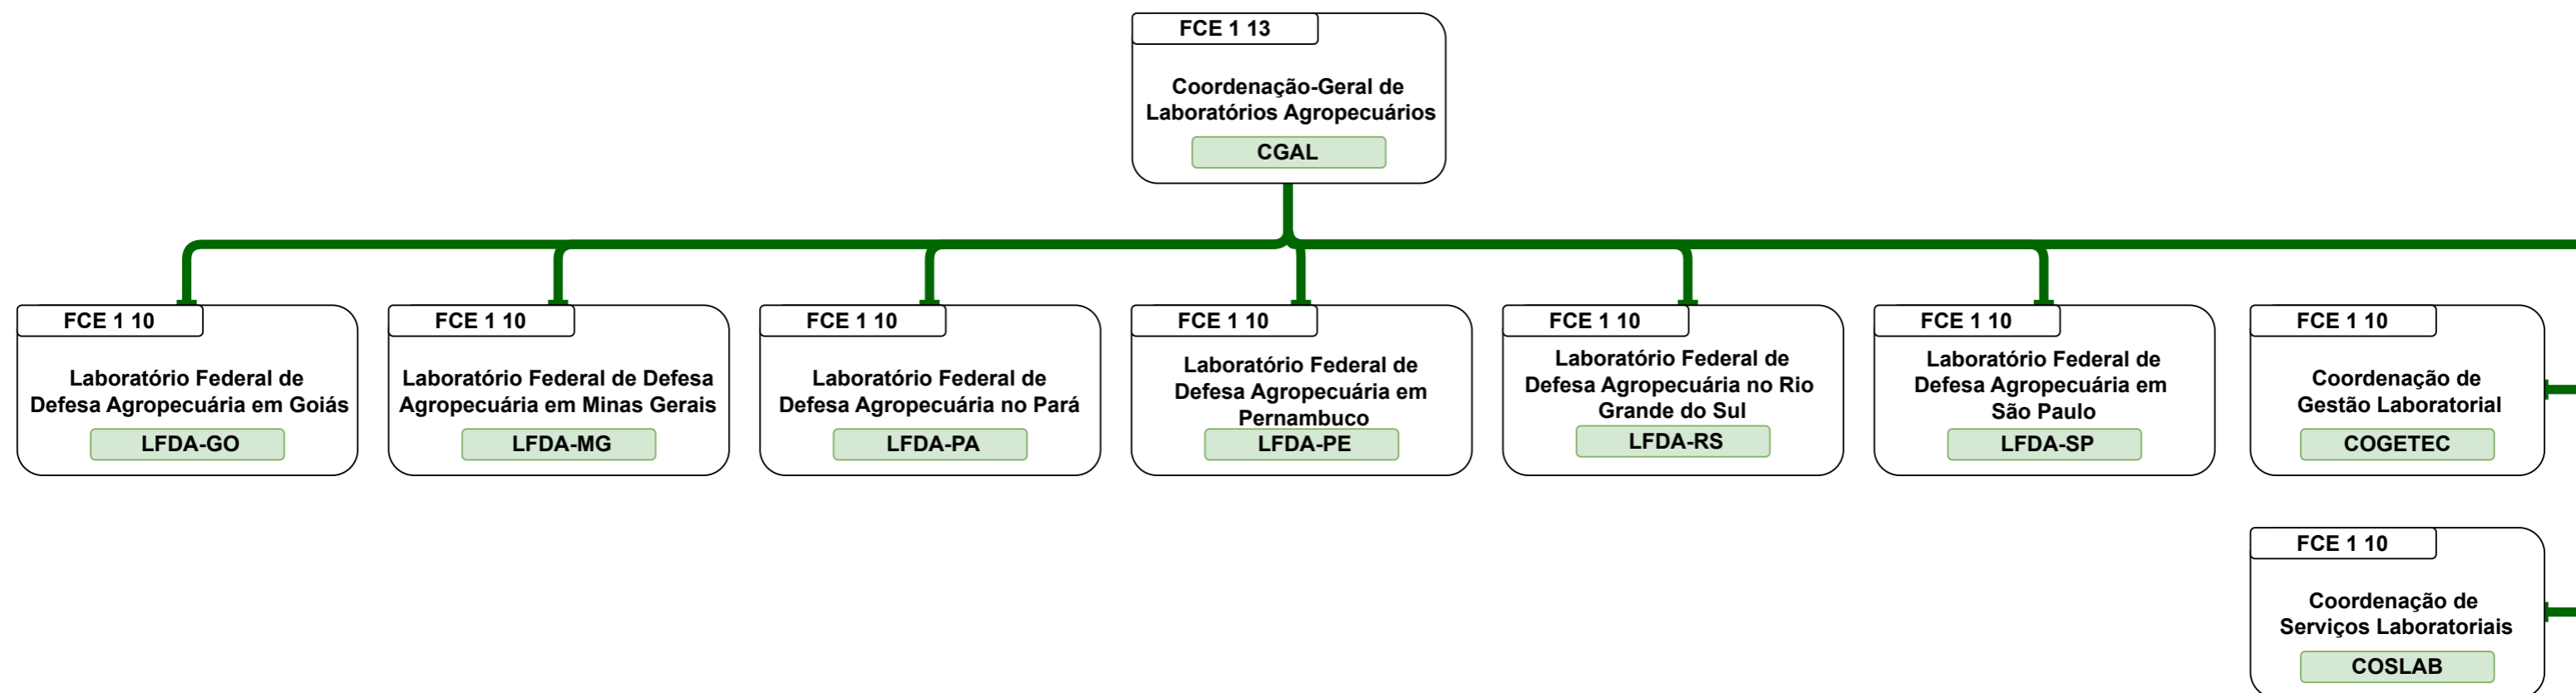 FCE 1 13
Coordenação-Geral de
Laboratórios Agropecuários
CGAL
FCE 1 10
Laboratório Federal de
Defesa Agropecuária em Goiás
LFDA-GO
FCE 1 10
Laboratório Federal de Defesa
Agropecuária em Minas Gerais
LFDA-MG
FCE 1 10
Laboratório Federal de
Defesa Agropecuária no Pará
LFDA-PA
FCE 1 10
Laboratório Federal de
Defesa Agropecuária em
Pernambuco
LFDA-PE
FCE 1 10
Laboratório Federal de
Defesa Agropecuária no Rio
Grande do Sul
LFDA-RS
FCE 1 10
Laboratório Federal de
Defesa Agropecuária em
São Paulo
LFDA-SP
FCE 1 10
Coordenação de
Gestão Laboratorial
COGETEC
FCE 1 10
Coordenação de
Serviços Laboratoriais
COSLAB